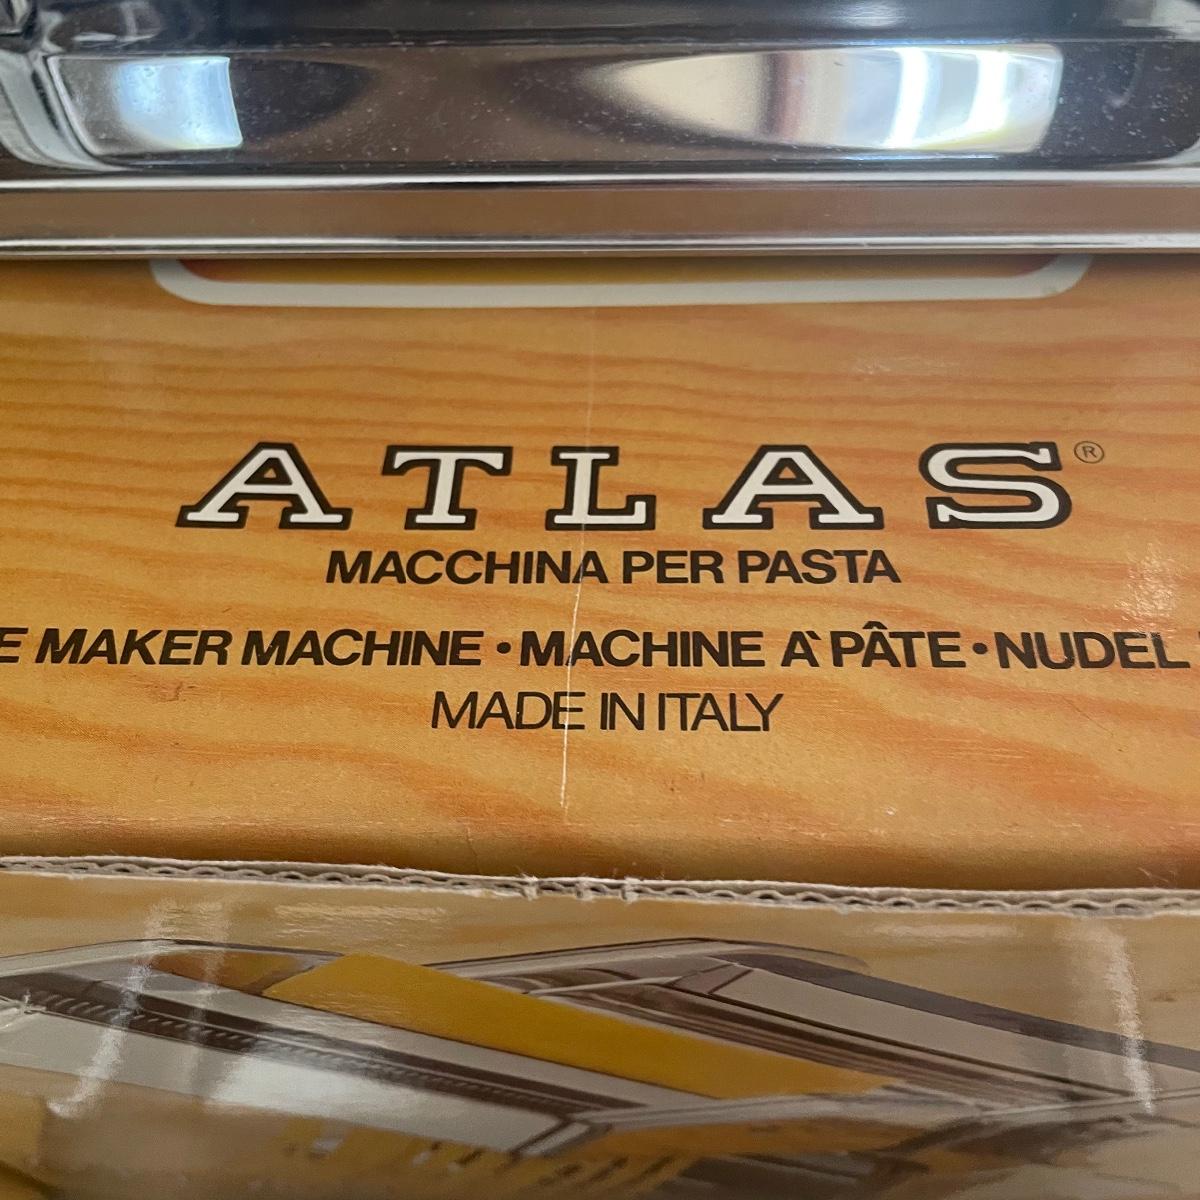 ATLAS®
MACCHINA PER PASTA
E MAKER MACHINE • MACHINE À PÂTE • NUDEL
MADE IN ITALY